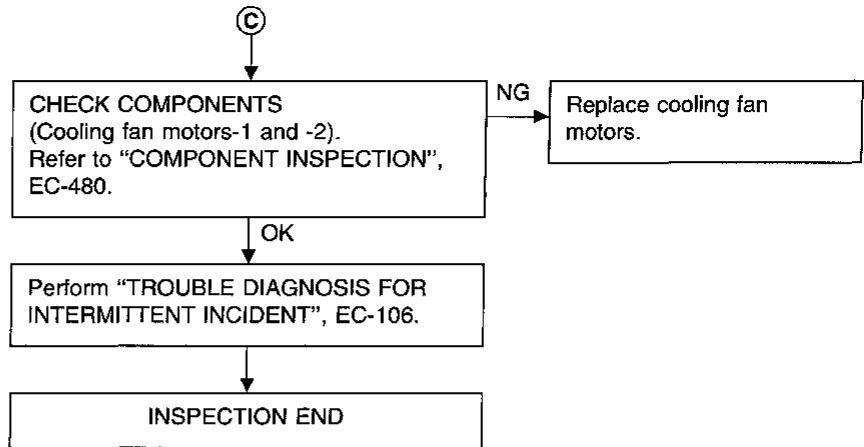 C
CHECK COMPONENTS
(Cooling fan motors-1 and -2).
Refer to “COMPONENT INSPECTION”,
EC-480.
NG
Replace cooling fan
motors.
OK
Perform “TROUBLE DIAGNOSIS FOR
INTERMITTENT INCIDENT”, EC-106.
INSPECTION END